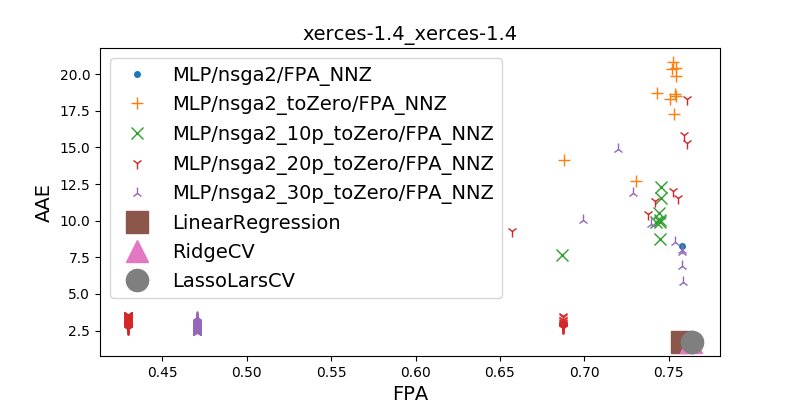 xerces-1.4_xerces-1.4
20.0
17.5
15.0
12.5
10.0
7.5
5.0
2.5
AAE
MLP/nsga2/FPA_NNZ
MLP/nsga2_toZero/FPA_NNZ
MLP/nsga2_10p_toZero/FPA_NNZ
MLP/nsga2_20p_toZero/FPA_NNZ
MLP/nsga2_30p_toZero/FPA_NNZ
LinearRegression
RidgeCV
LassoLarsCV
0.45 0.50 0.55 0.60 0.65 0.70 0.75
FPA